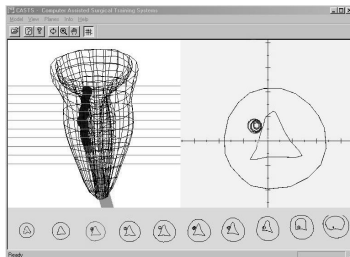 CASTS - Computer Assisted Surgical Training Systems
Model View Planes Info Help
Ready